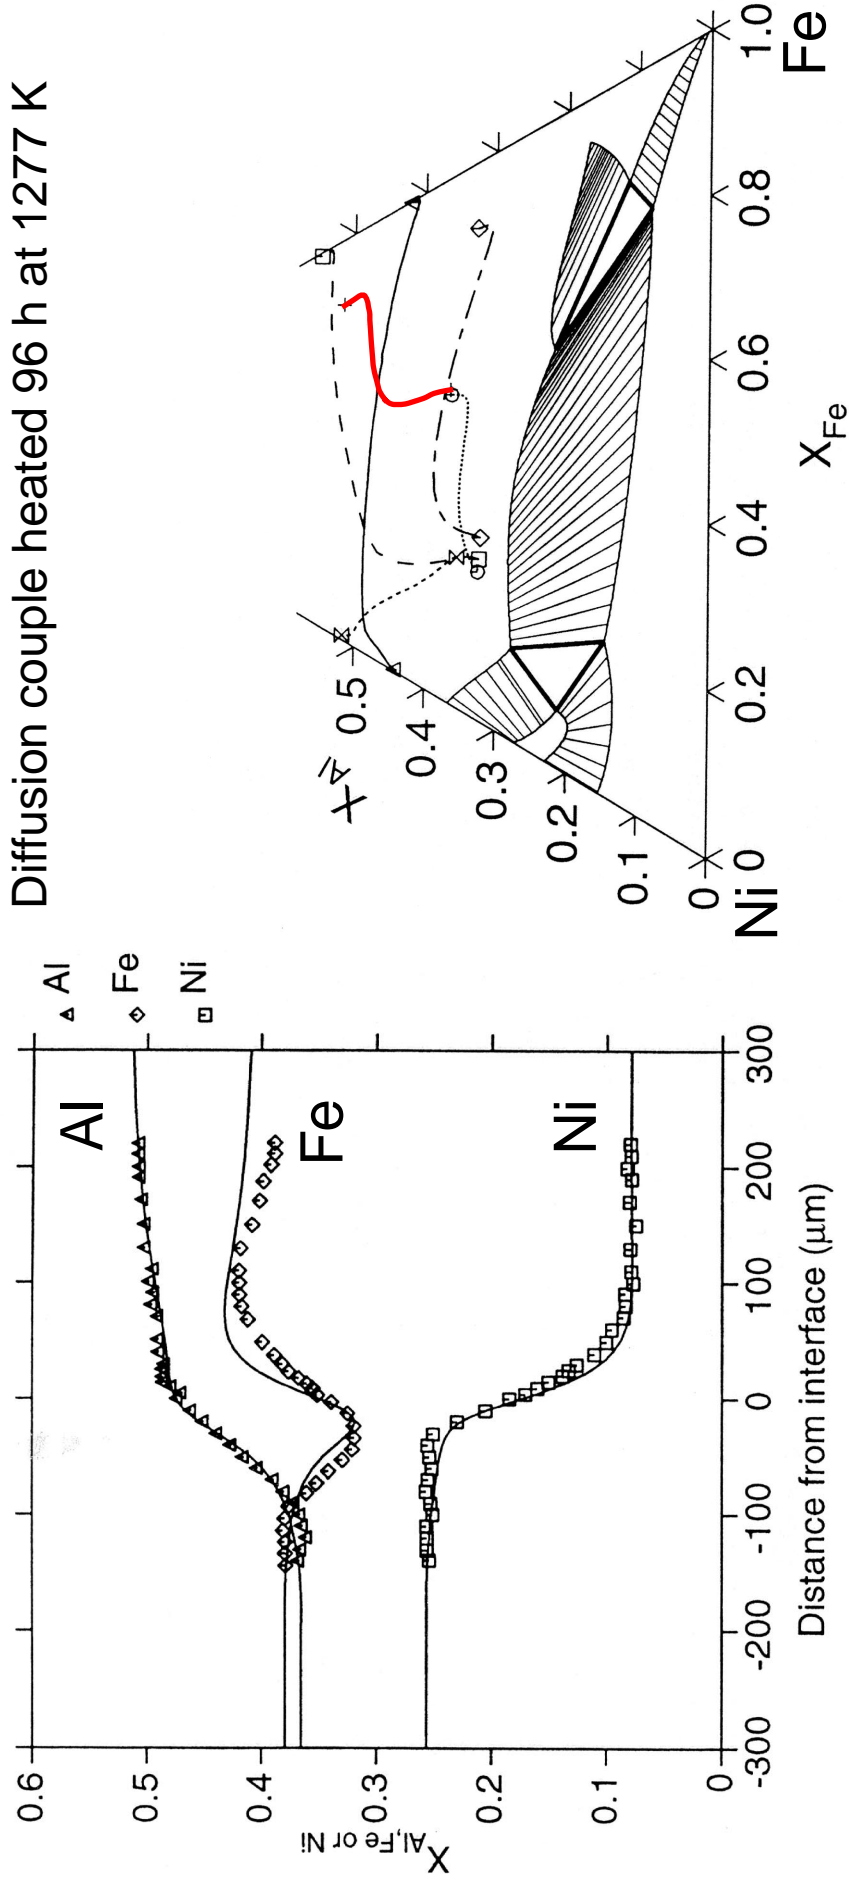 Diffusion couple heated 96 h at 1277 K
Al
Fe
Ni
0.6
0.5
0.4
0.3
0.2
0.1
0
X Al,Fe or Ni
Al
Fe
Ni
-300
-200
-100
0
100
200
300
Distance from interface (μm)
X Al
0.5
0.4
0.3
0.2
0.1
0
Ni
0
0.2
0.4
0.6
0.8
1.0
Fe
X Fe